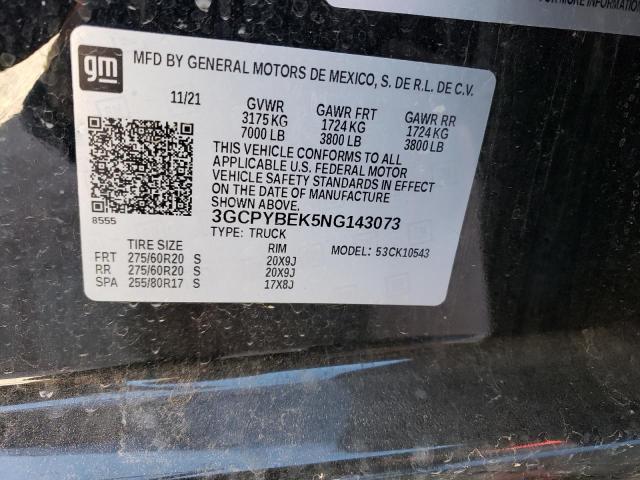 FOR MORE INFORMATION
gm
MFD BY GENERAL MOTORS DE MEXICO, S. DE R.L. DE C.V.
11/21 GVWR GAWR FRT GAWR RR
3175 KG 1724 KG 1724 KG
7000 LB 3800 LB 3800 LB
THIS VEHICLE CONFORMS TO ALL
APPLICABLE U.S. FEDERAL MOTOR
VEHICLE SAFETY STANDARDS IN EFFECT
ON THE DATE OF MANUFACTURE
8555 3GCPYBEK5NG143073
TYPE: TRUCK MODEL: 53CK10543
TIRE SIZE RIM
FRT 275/60R20 S 20X9J
RR 275/60R20 S 20X9J
SPA 255/80R17 S 17X8J